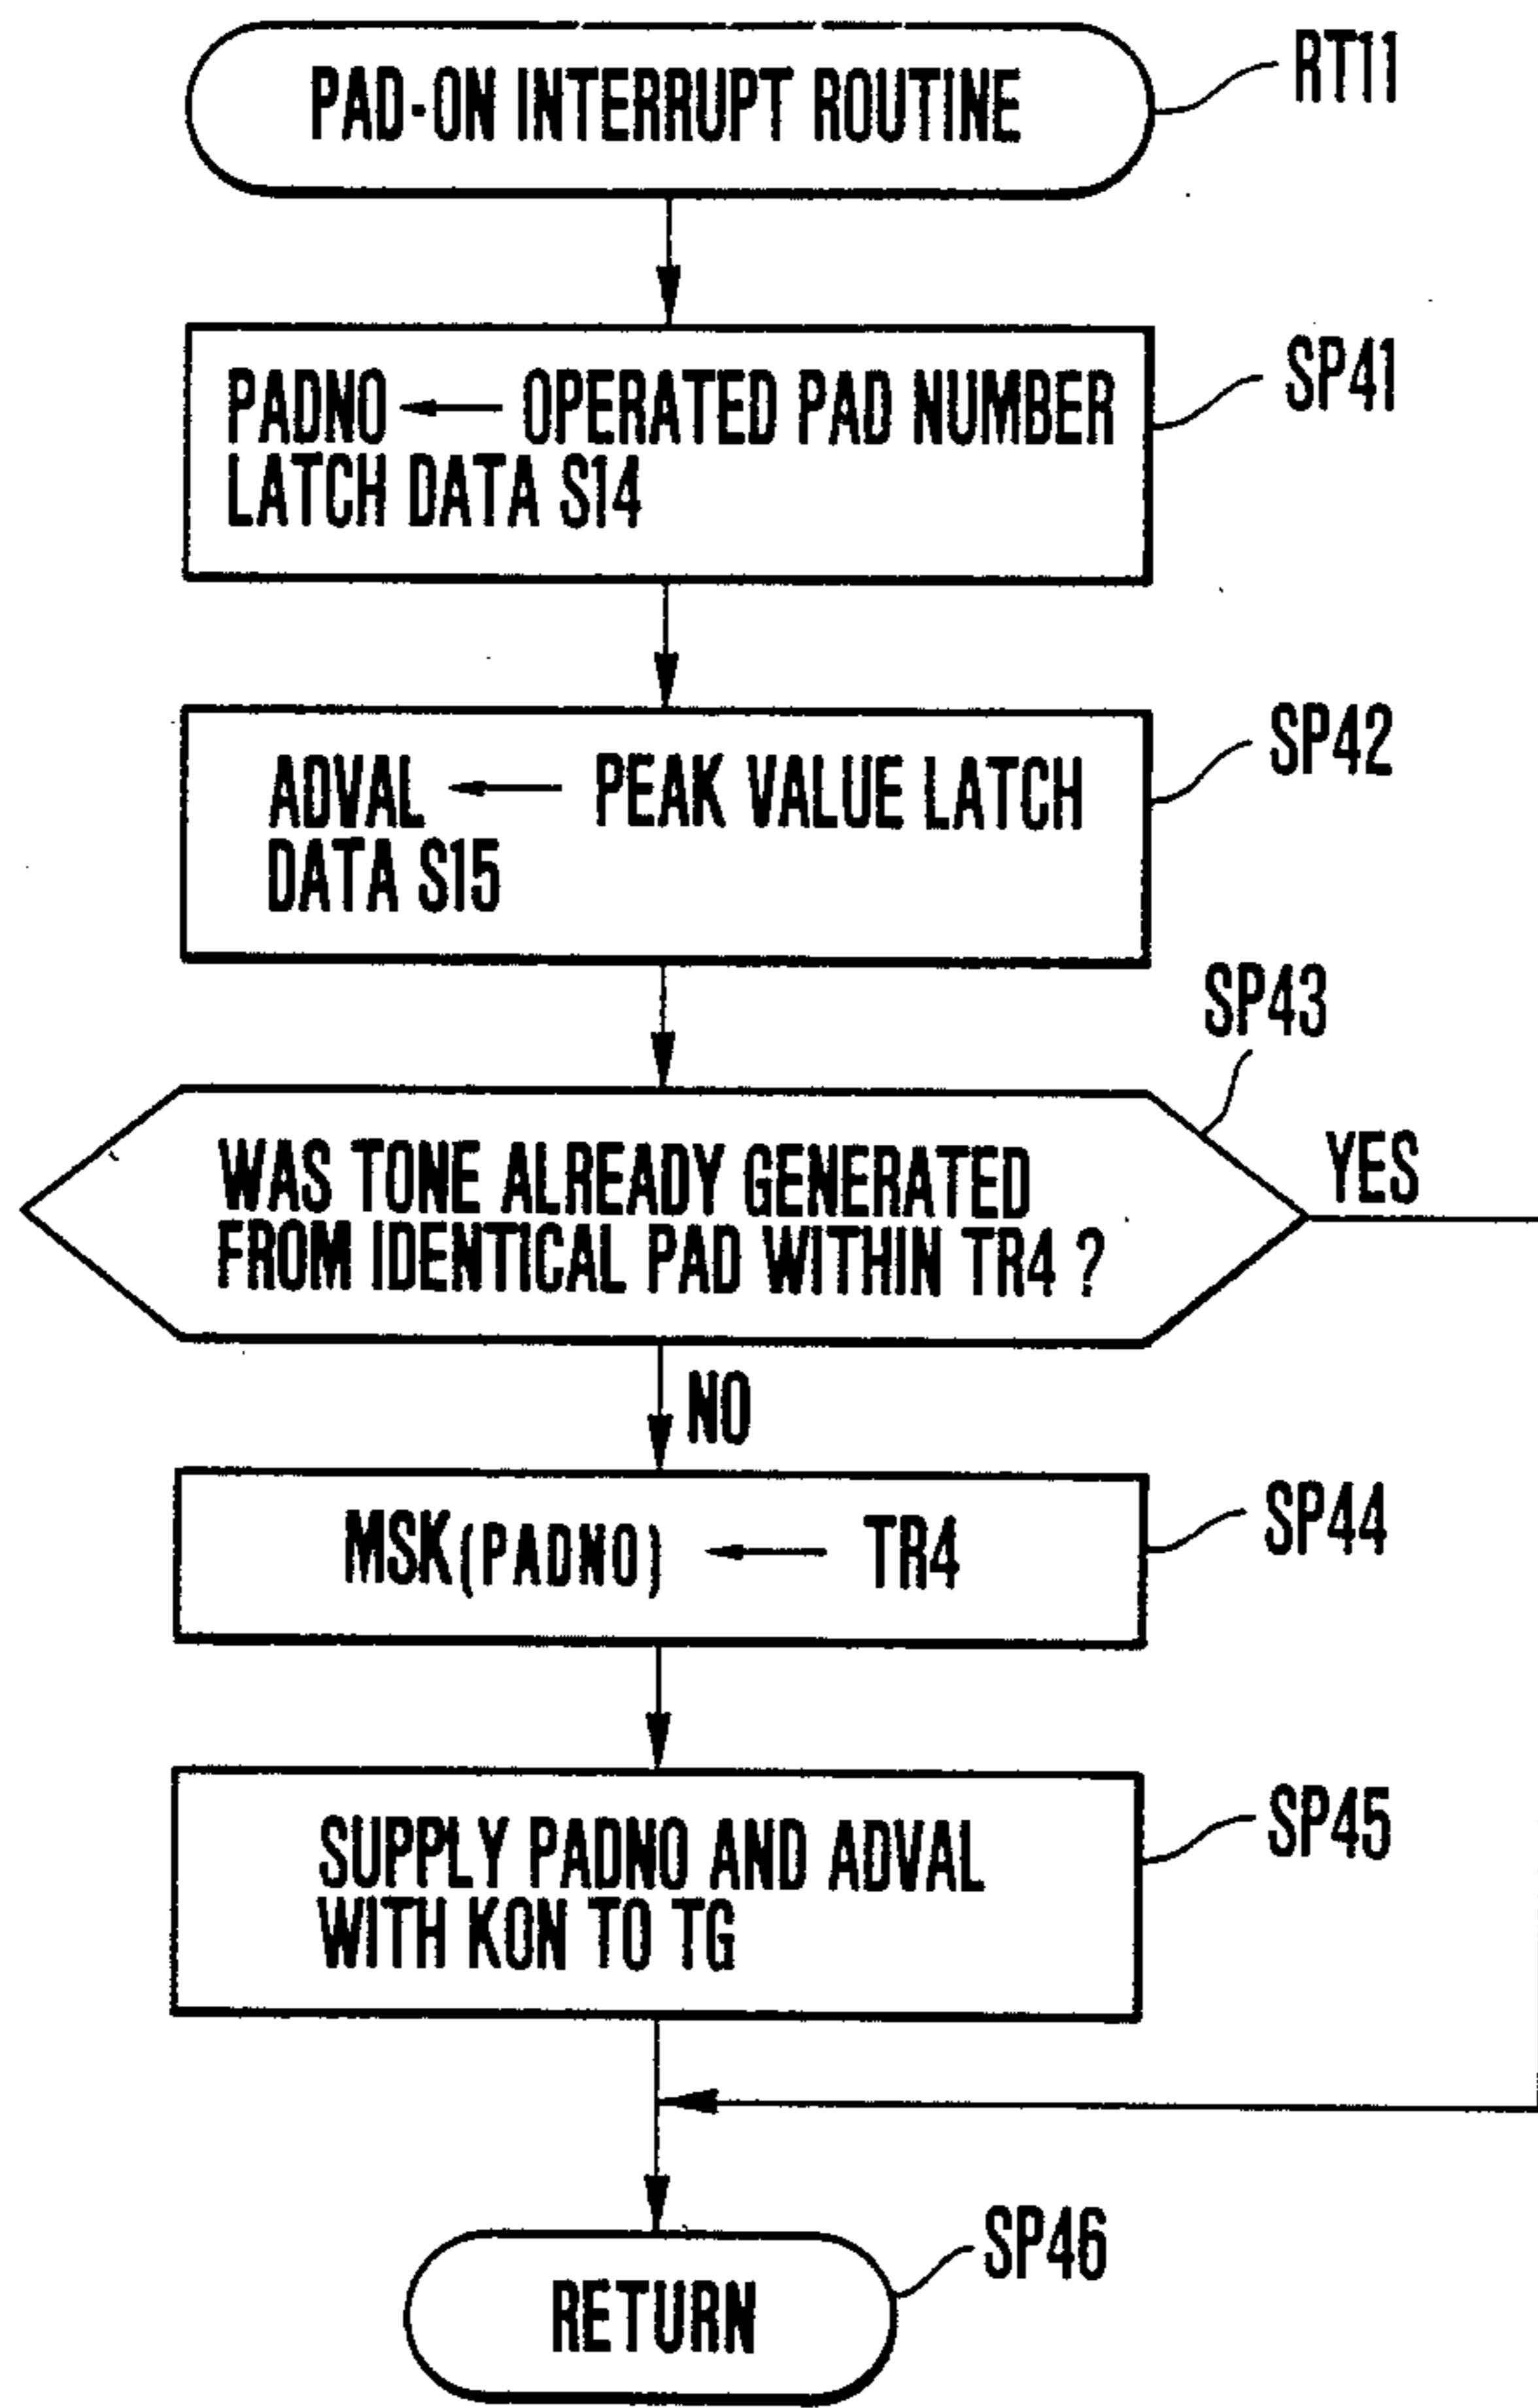 PAD-ON INTERRUPT ROUTINE
RT11
PADNO ← OPERATED PAD NUMBER
LATCH DATA S14
SP41
ADVAL ← PEAK VALUE LATCH
DATA S15
SP42
SP43
WAS TONE ALREADY GENERATED
FROM IDENTICAL PAD WITHIN TR4 ?
YES
NO
MSK(PADNO) ← TR4
SP44
SUPPLY PADNO AND ADVAL
WITH KON TO TG
SP45
RETURN
SP46